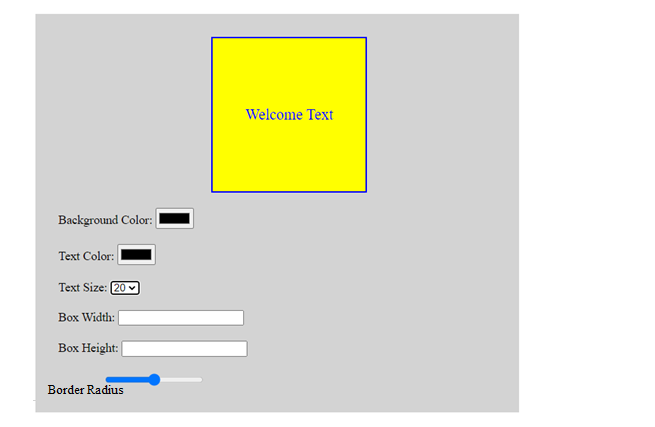 Welcome Text
Background Color:
Text Color:
Text Size: 20
Box Width:
Box Height:
Border Radius